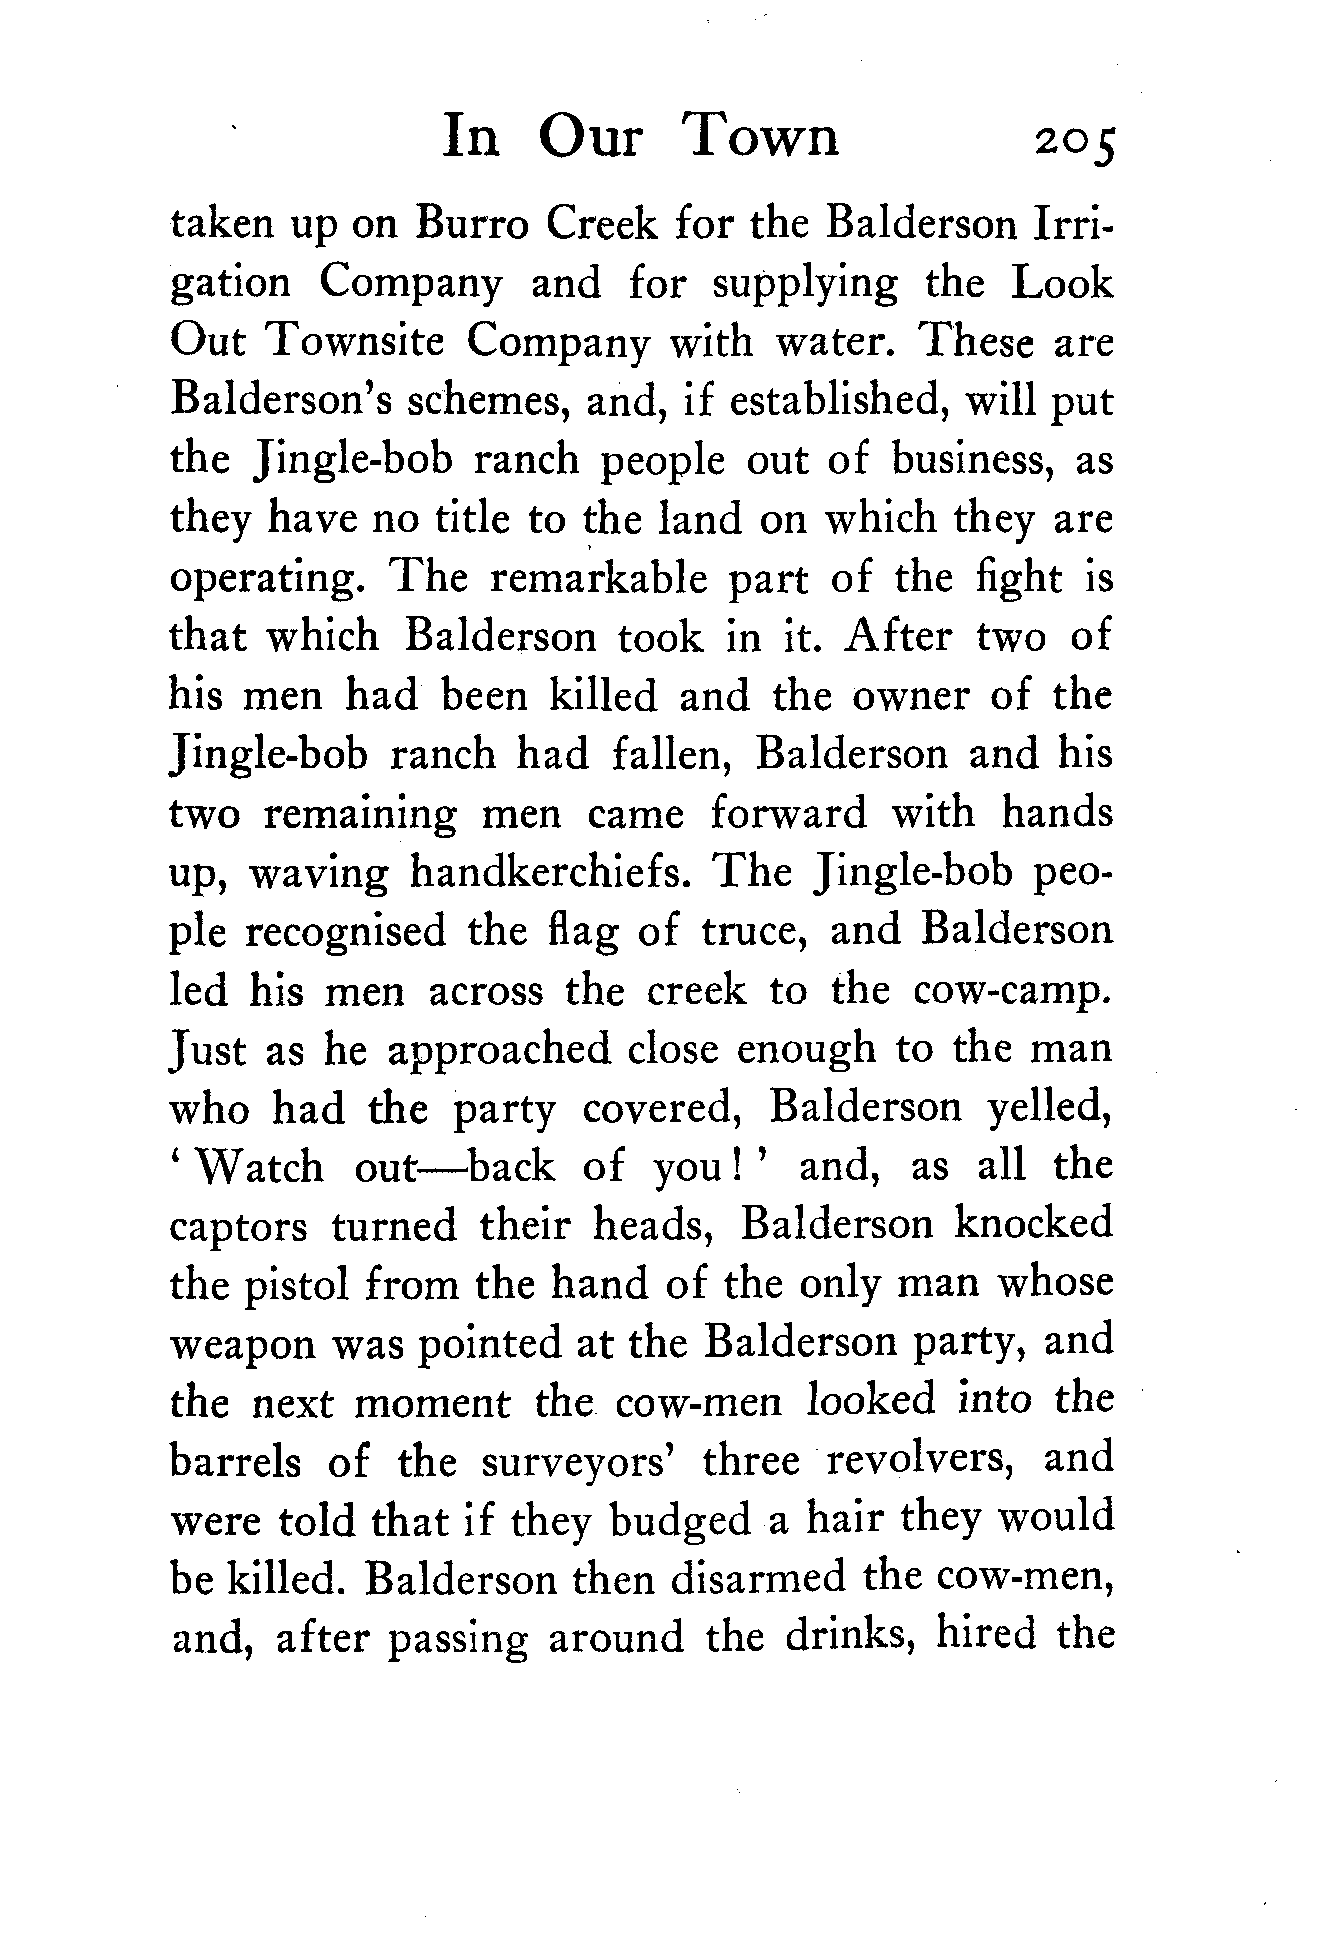 In Our Town 205
taken up on Burro Creek for the Balderson Irri-
gation Company and for supplying the Look
Out Townsite Company with water. These are
Balderson's schemes, and, if established, will put
the Jingle-bob ranch people out of business, as
they have no title to the land on which they are
operating. The remarkable part of the fight is
that which Balderson took in it. After two of
his men had been killed and the owner of the
Jingle-bob ranch had fallen, Balderson and his
two remaining men came forward with hands
up, waving handkerchiefs. The Jingle-bob peo-
ple recognised the flag of truce, and Balderson
led his men across the creek to the cow-camp.
Just as he approached close enough to the man
who had the party covered, Balderson yelled,
‘ Watch out—back of you! ’ and, as all the
captors turned their heads, Balderson knocked
the pistol from the hand of the only man whose
weapon was pointed at the Balderson party, and
the next moment the cow-men looked into the
barrels of the surveyors' three revolvers, and
were told that if they budged a hair they would
be killed. Balderson then disarmed the cow-men,
and, after passing around the drinks, hired the